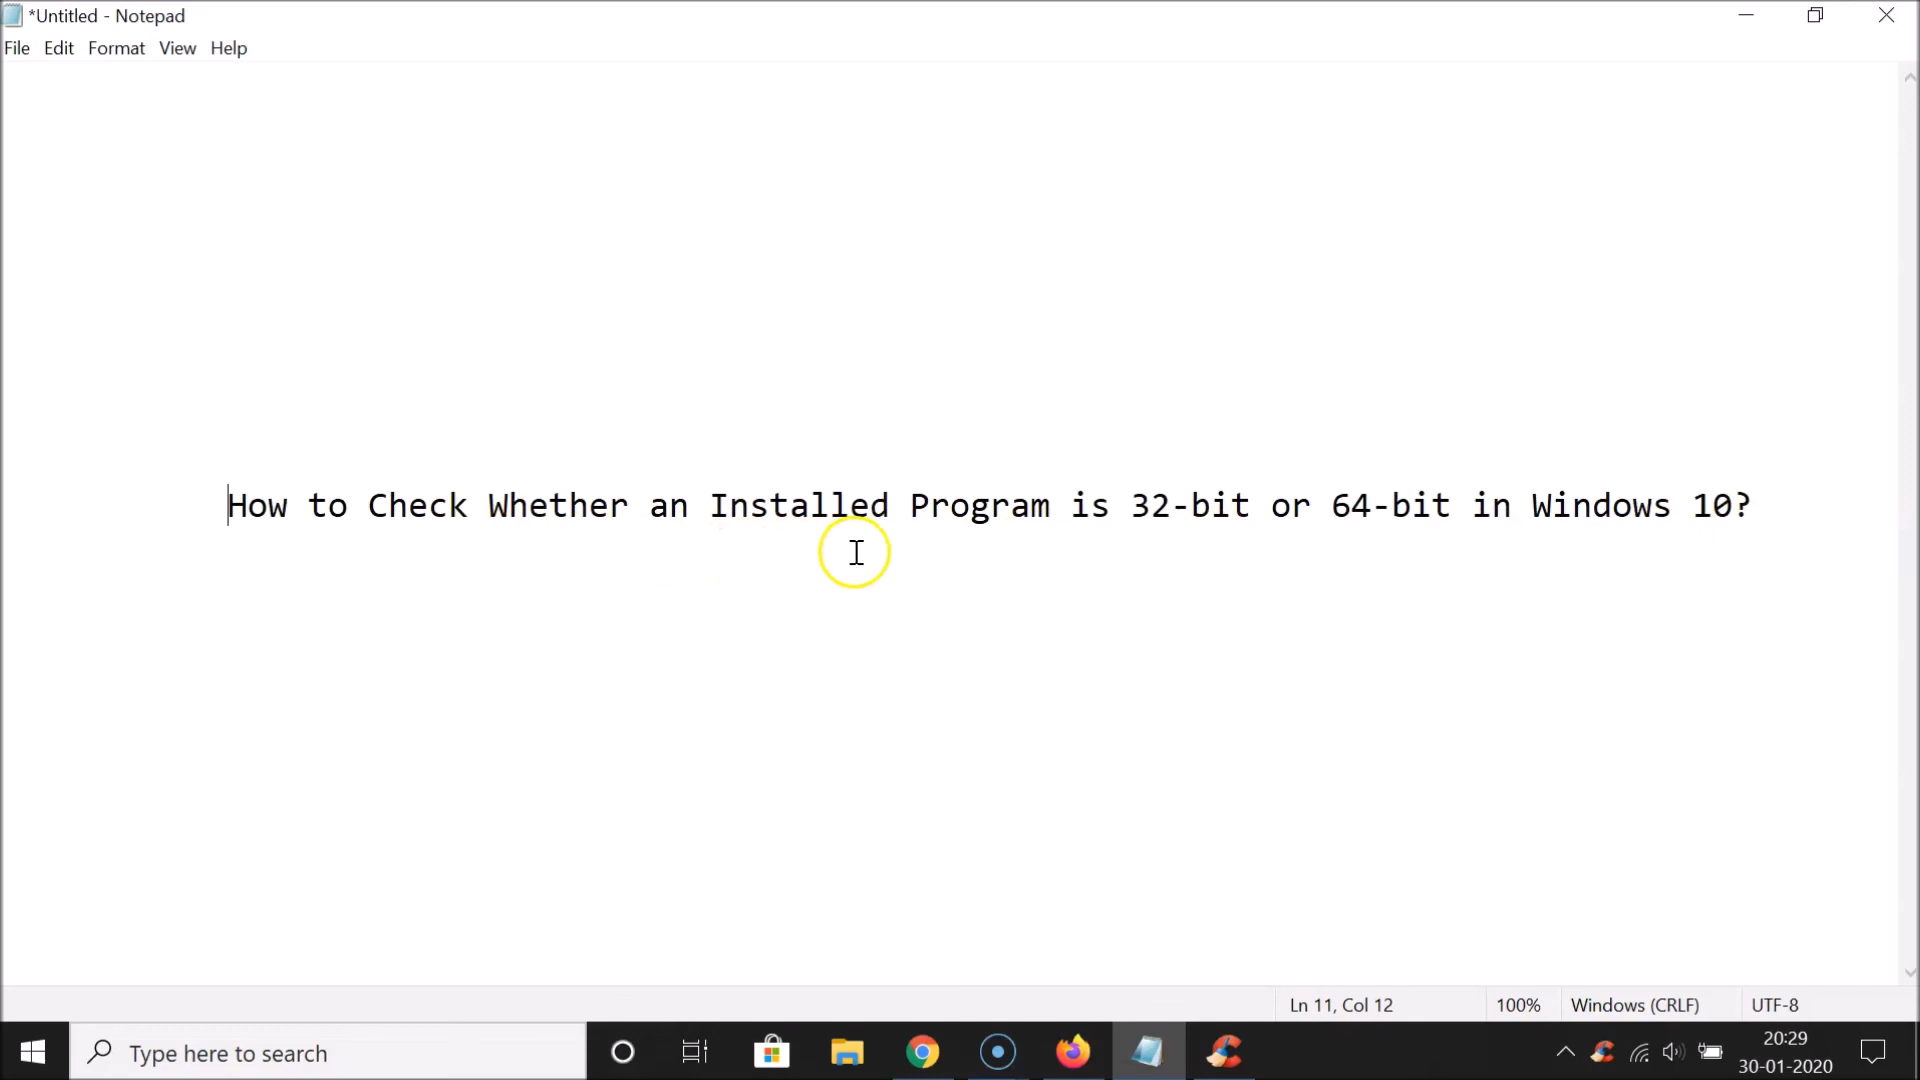 *Untitled - Notepad
File Edit Format View Help
How to Check Whether an Installed Program is 32-bit or 64-bit in Windows 10?
Ln 11, Col 12 100% Windows (CRLF) UTF-8
Type here to search
20:29
30-01-2020